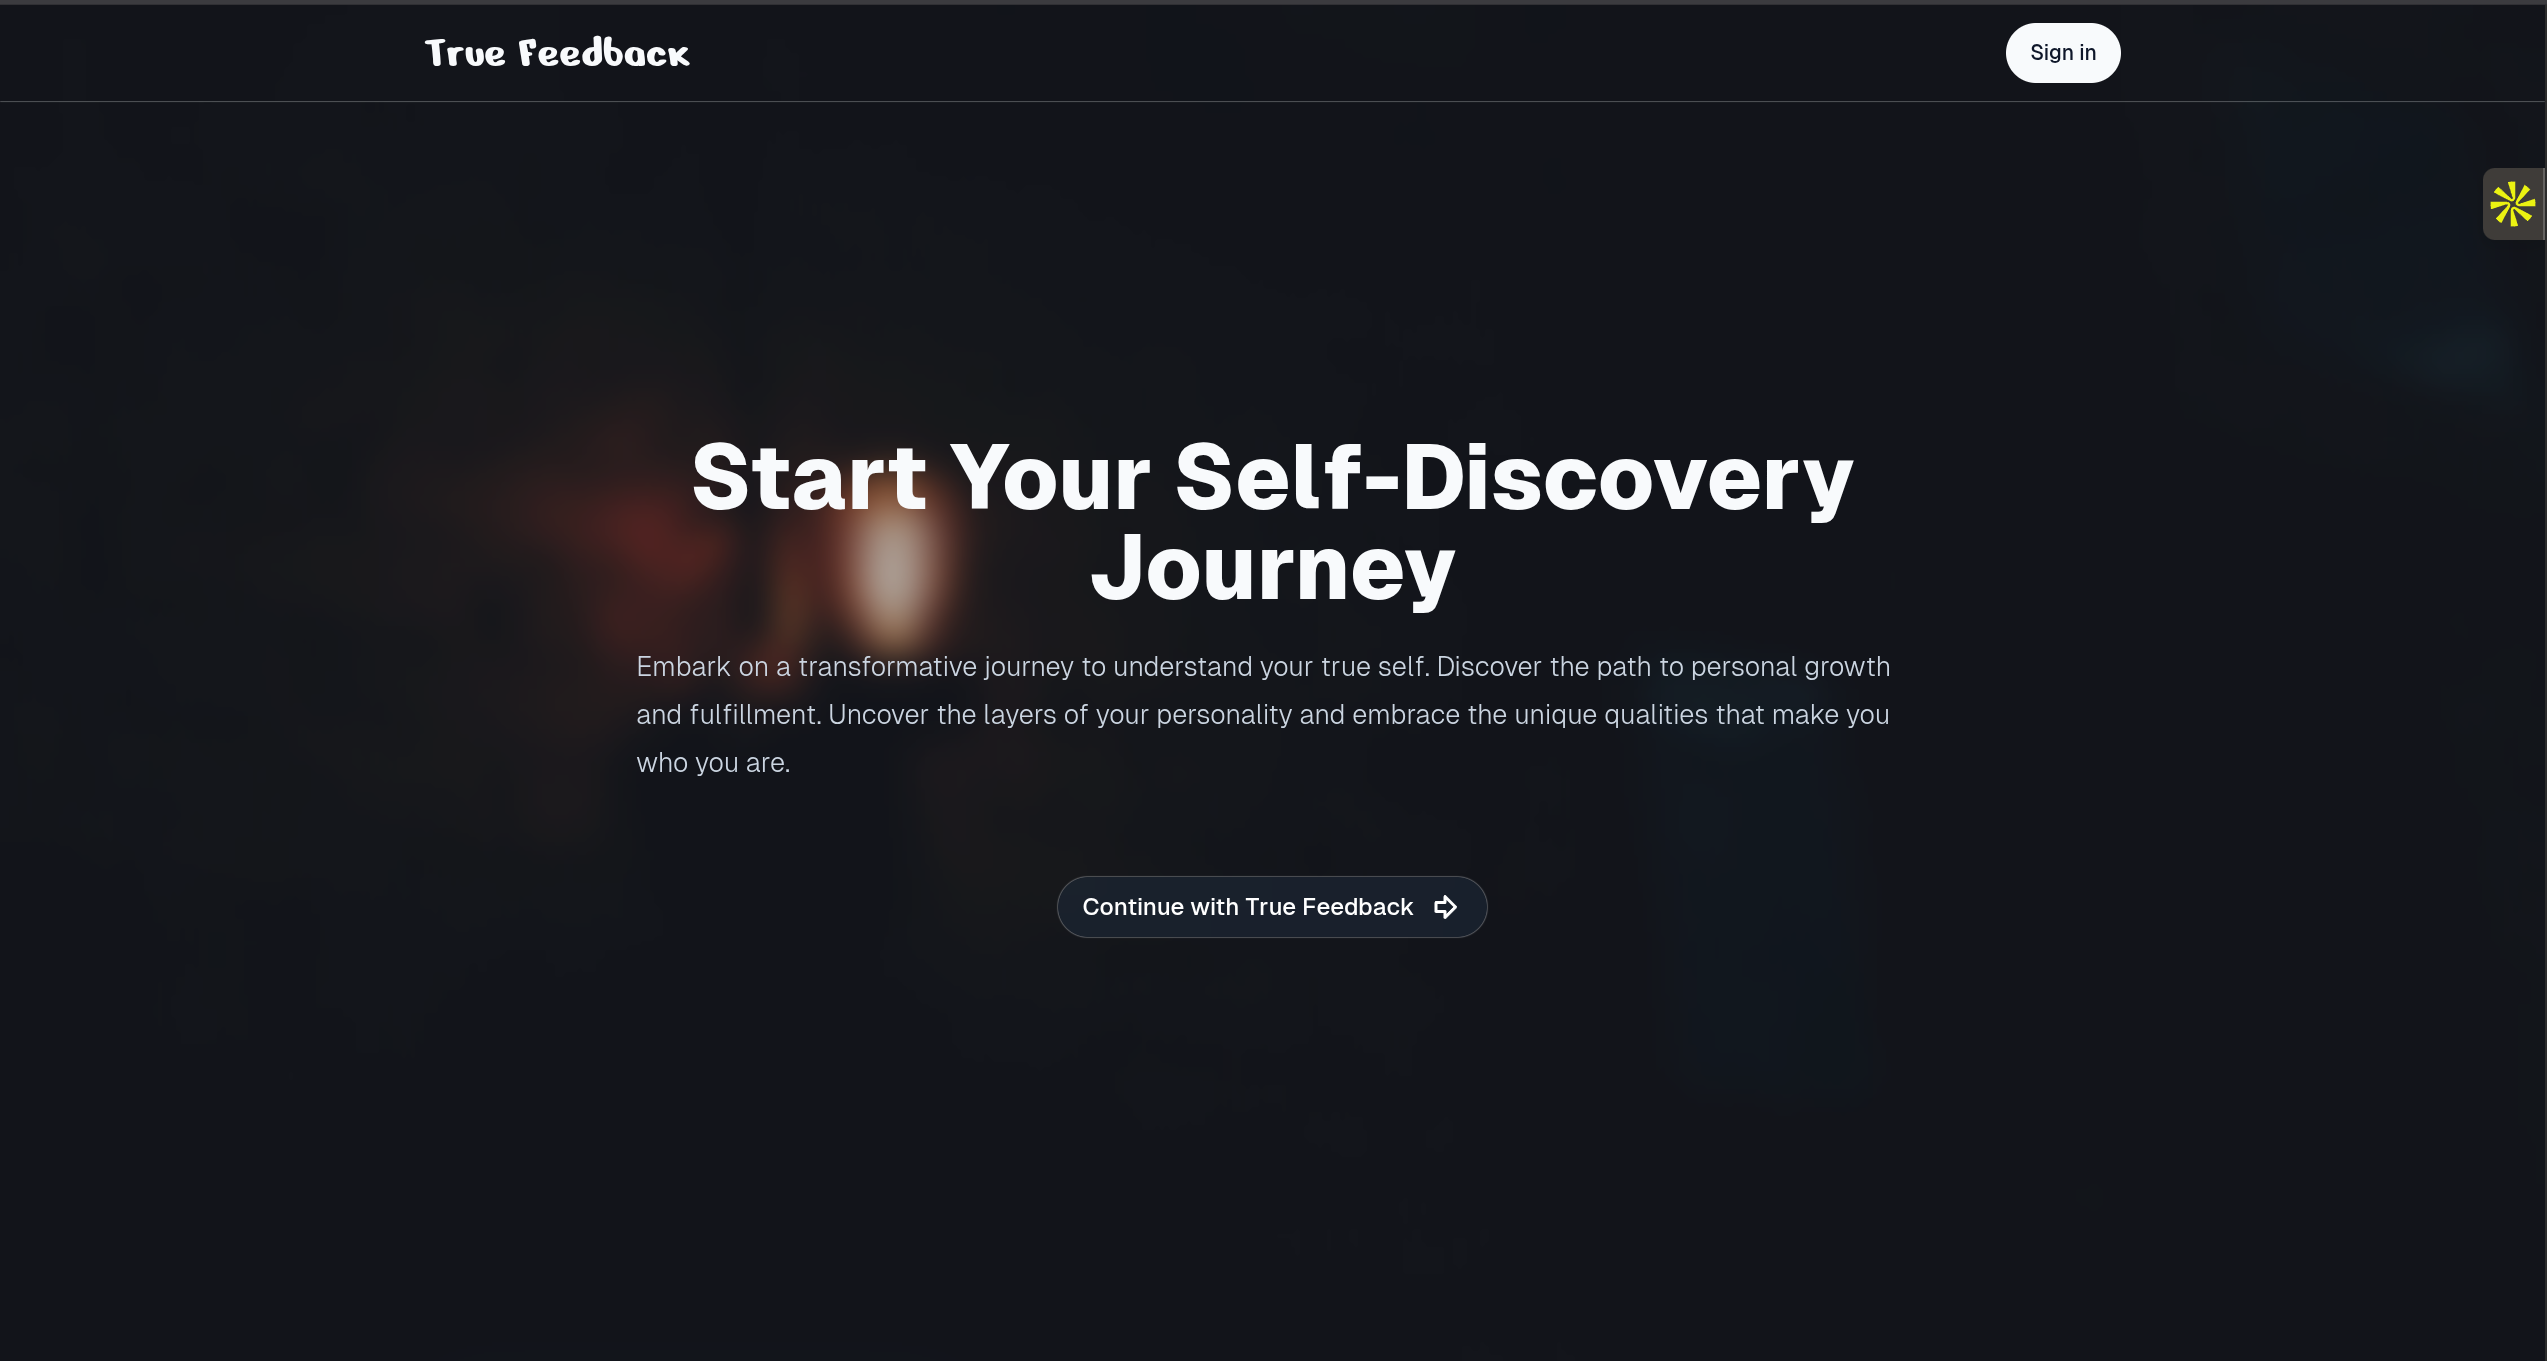 True Feedback
Sign in
Start Your Self-Discovery
Journey
Embark on a transformative journey to understand your true self. Discover the path to personal growth
and fulfillment. Uncover the layers of your personality and embrace the unique qualities that make you
who you are.
Continue with True Feedback